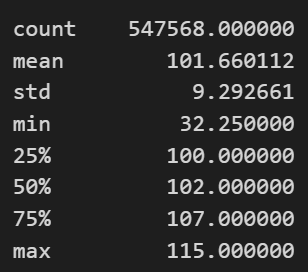 count    547568.000000
mean        101.660112
std           9.292661
min          32.250000
25%         100.000000
50%         102.000000
75%         107.000000
max         115.000000